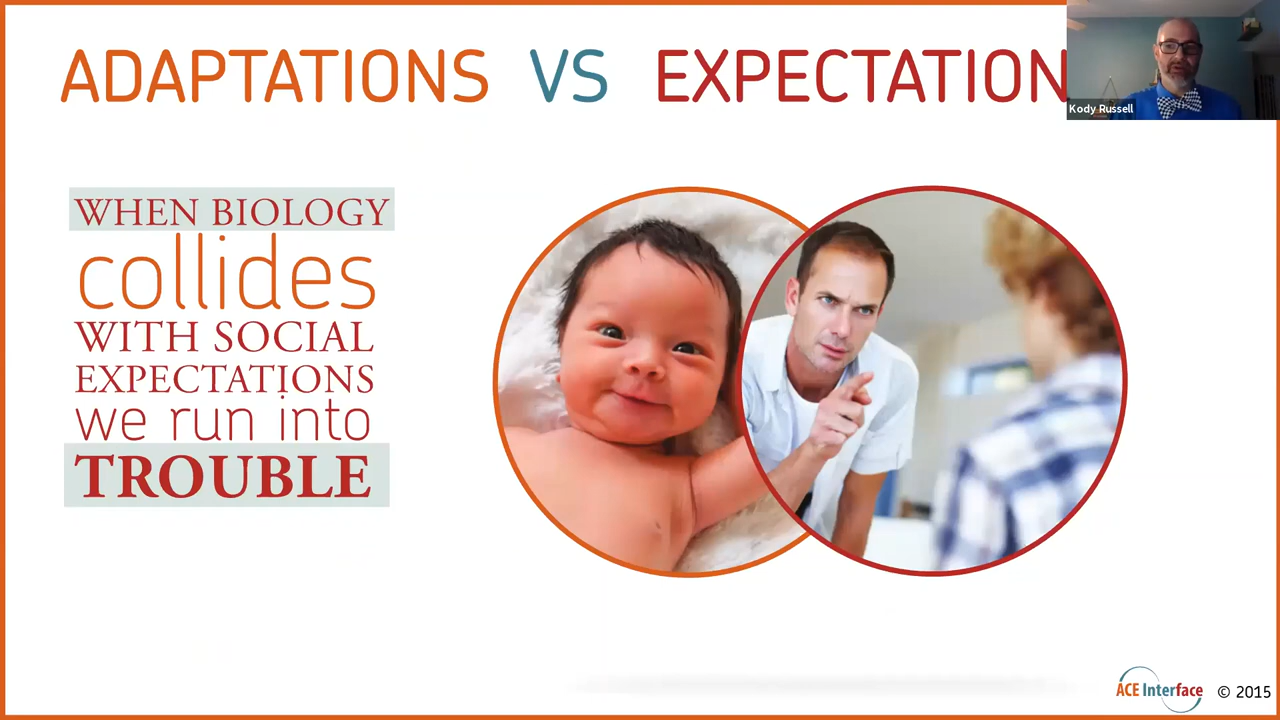 ADAPTATIONS VS EXPECTATION
Kody Russell
WHEN BIOLOGY
collides
WITH SOCIAL
EXPECTATIONS
we run into
TROUBLE
ACE Interface © 2015